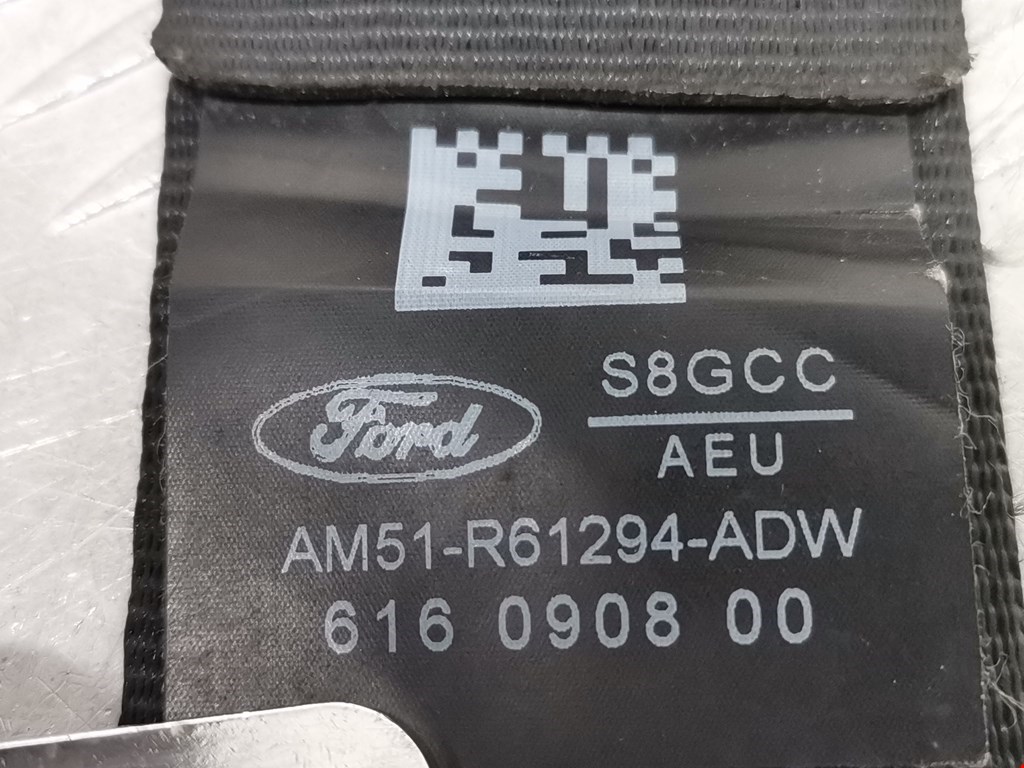 S8GCC
Ford
AEU
AM51-R61294-ADW
616 0908 00